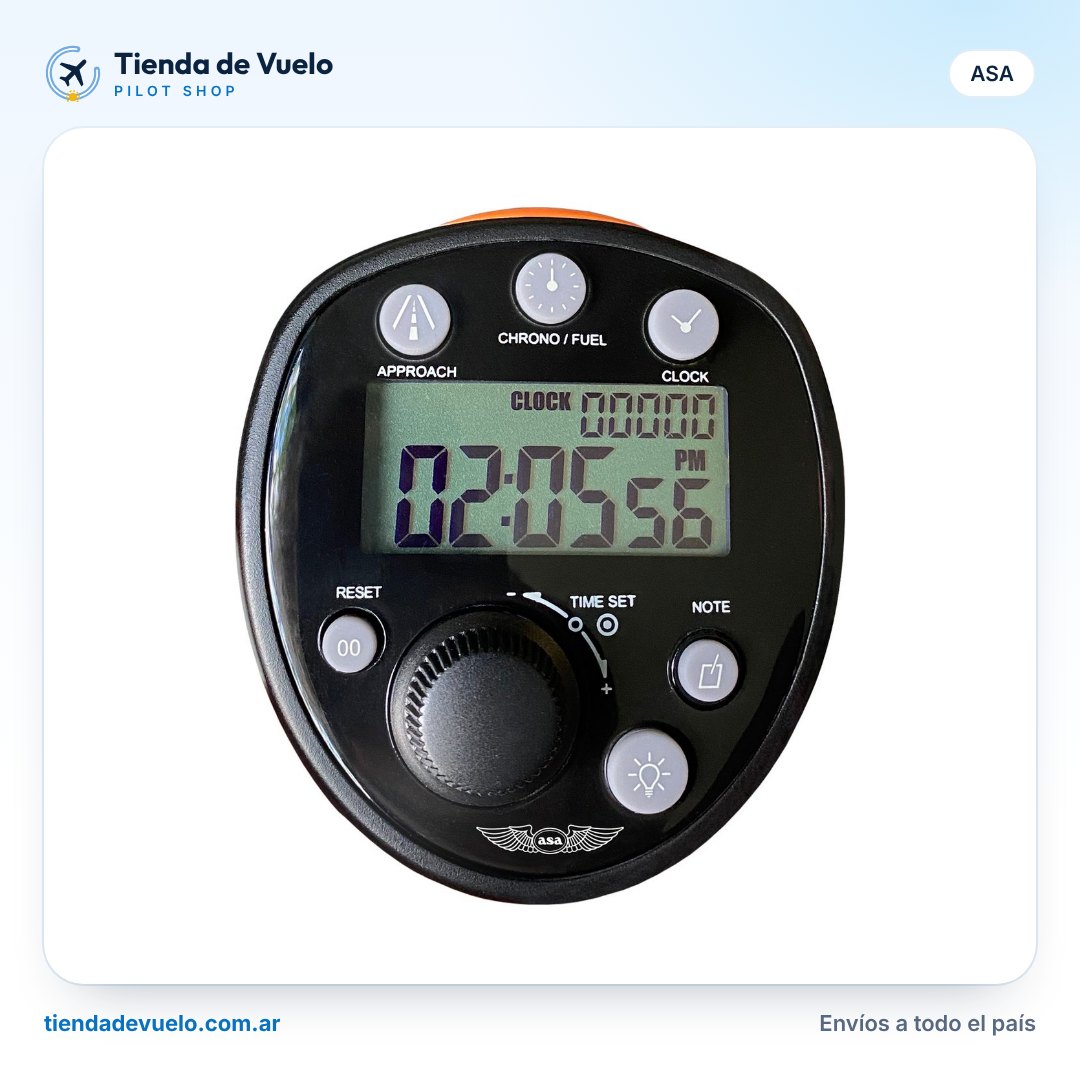 Tienda de Vuelo
PILOT SHOP
ASA
CHRONO / FUEL
APPROACH
CLOCK
CLOCK 00000
PM
02:05 56
RESET
00
- TIME SET
+
NOTE
asa
tiendadevuelo.com.ar
Envíos a todo el país